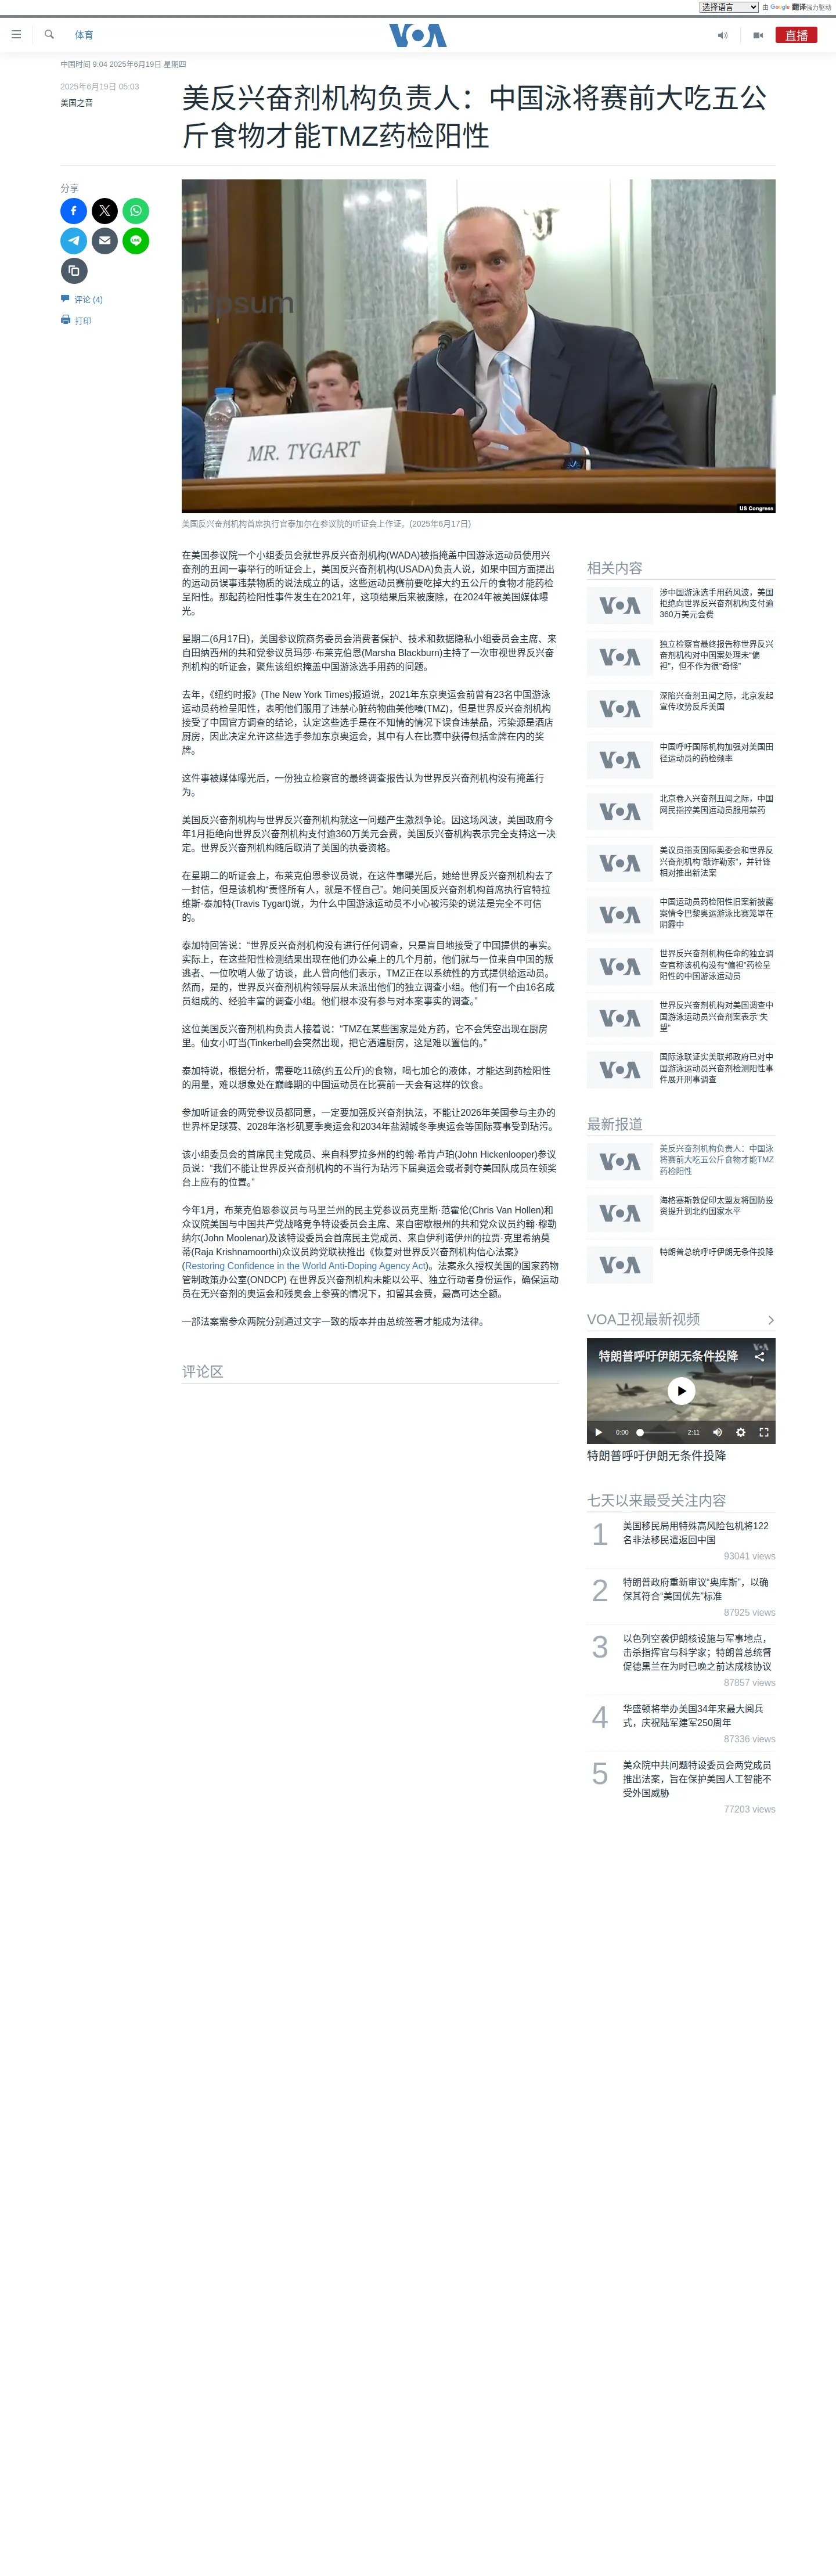 选择语言
由 Google 翻译强力驱动
体育
VOA
直播
中国时间 9:04 2025年6月19日 星期四
2025年6月19日 05:03
美国之音
美反兴奋剂机构负责人：中国泳将赛前大吃五公
斤食物才能TMZ药检阳性
分享
评论 (4)
打印
Ipsum
MR. TYGART
US Congress
美国反兴奋剂机构首席执行官泰加尔在参议院的听证会上作证。(2025年6月17日)
在美国参议院一个小组委员会就世界反兴奋剂机构(WADA)被指掩盖中国游泳运动员使用兴
奋剂的丑闻一事举行的听证会上，美国反兴奋剂机构(USADA)负责人说，如果中国方面提出
的运动员误事违禁物质的说法成立的话，这些运动员赛前要吃掉大约五公斤的食物才能药检
呈阳性。那起药检阳性事件发生在2021年，这项结果后来被废除，在2024年被美国媒体曝
光。
星期二(6月17日)，美国参议院商务委员会消费者保护、技术和数据隐私小组委员会主席、来
自田纳西州的共和党参议员玛莎·布莱克伯恩(Marsha Blackburn)主持了一次审视世界反兴奋
剂机构的听证会，聚焦该组织掩盖中国游泳选手用药的问题。
去年，《纽约时报》(The New York Times)报道说，2021年东京奥运会前曾有23名中国游泳
运动员药检呈阳性，表明他们服用了违禁心脏药物曲美他嗪(TMZ)，但是世界反兴奋剂机构
接受了中国官方调查的结论，认定这些选手是在不知情的情况下误食违禁品，污染源是酒店
厨房，因此决定允许这些选手参加东京奥运会，其中有人在比赛中获得包括金牌在内的奖
牌。
这件事被媒体曝光后，一份独立检察官的最终调查报告认为世界反兴奋剂机构没有掩盖行
为。
美国反兴奋剂机构与世界反兴奋剂机构就这一问题产生激烈争论。因这场风波，美国政府今
年1月拒绝向世界反兴奋剂机构支付逾360万美元会费，美国反兴奋机构表示完全支持这一决
定。世界反兴奋剂机构随后取消了美国的执委资格。
在星期二的听证会上，布莱克伯恩参议员说，在这件事曝光后，她给世界反兴奋剂机构去了
一封信，但是该机构“责怪所有人，就是不怪自己”。她问美国反兴奋剂机构首席执行官特拉
维斯·泰加特(Travis Tygart)说，为什么中国游泳运动员不小心被污染的说法是完全不可信
的。
泰加特回答说：“世界反兴奋剂机构没有进行任何调查，只是盲目地接受了中国提供的事实。
实际上，在这些阳性检测结果出现在他们办公桌上的几个月前，他们就与一位来自中国的叛
逃者、一位吹哨人做了访谈，此人曾向他们表示，TMZ正在以系统性的方式提供给运动员。
然而，是的，世界反兴奋剂机构领导层从未派出他们的独立调查小组。他们有一个由16名成
员组成的、经验丰富的调查小组。他们根本没有参与对本案事实的调查。”
这位美国反兴奋剂机构负责人接着说：“TMZ在某些国家是处方药，它不会凭空出现在厨房
里。仙女小叮当(Tinkerbell)会突然出现，把它洒遍厨房，这是难以置信的。”
泰加特说，根据分析，需要吃11磅(约五公斤)的食物，喝七加仑的液体，才能达到药检阳性
的用量，难以想象处在巅峰期的中国运动员在比赛前一天会有这样的饮食。
参加听证会的两党参议员都同意，一定要加强反兴奋剂执法，不能让2026年美国参与主办的
世界杯足球赛、2028年洛杉矶夏季奥运会和2034年盐湖城冬季奥运会等国际赛事受到玷污。
该小组委员会的首席民主党成员、来自科罗拉多州的约翰·希肯卢珀(John Hickenlooper)参议
员说：“我们不能让世界反兴奋剂机构的不当行为玷污下届奥运会或者剥夺美国队成员在领奖
台上应有的位置。”
今年1月，布莱克伯恩参议员与马里兰州的民主党参议员克里斯·范霍伦(Chris Van Hollen)和
众议院美国与中国共产党战略竞争特设委员会主席、来自密歇根州的共和党众议员约翰·穆勒
纳尔(John Moolenar)及该特设委员会首席民主党成员、来自伊利诺伊州的拉贾·克里希纳莫
蒂(Raja Krishnamoorthi)众议员跨党联袂推出《恢复对世界反兴奋剂机构信心法案》
(Restoring Confidence in the World Anti-Doping Agency Act)。法案永久授权美国的国家药物
管制政策办公室(ONDCP) 在世界反兴奋剂机构未能以公平、独立行动者身份运作，确保运动
员在无兴奋剂的奥运会和残奥会上参赛的情况下，扣留其会费，最高可达全额。
一部法案需参众两院分别通过文字一致的版本并由总统签署才能成为法律。
评论区
相关内容
涉中国游泳选手用药风波，美国
拒绝向世界反兴奋剂机构支付逾
360万美元会费
独立检察官最终报告称世界反兴
奋剂机构对中国案处理未“偏
袒”，但不作为很“奇怪”
深陷兴奋剂丑闻之际，北京发起
宣传攻势反斥美国
中国呼吁国际机构加强对美国田
径运动员的药检频率
北京卷入兴奋剂丑闻之际，中国
网民指控美国运动员服用禁药
美议员指责国际奥委会和世界反
兴奋剂机构“敲诈勒索”，并针锋
相对推出新法案
中国运动员药检阳性旧案新披露
案情令巴黎奥运游泳比赛笼罩在
阴霾中
世界反兴奋剂机构任命的独立调
查官称该机构没有“偏袒”药检呈
阳性的中国游泳运动员
世界反兴奋剂机构对美国调查中
国游泳运动员兴奋剂案表示“失
望”
国际泳联证实美联邦政府已对中
国游泳运动员兴奋剂检测阳性事
件展开刑事调查
最新报道
美反兴奋剂机构负责人：中国泳
将赛前大吃五公斤食物才能TMZ
药检阳性
海格塞斯敦促印太盟友将国防投
资提升到北约国家水平
特朗普总统呼吁伊朗无条件投降
VOA卫视最新视频
特朗普呼吁伊朗无条件投降
0:00
2:11
特朗普呼吁伊朗无条件投降
七天以来最受关注内容
1
美国移民局用特殊高风险包机将122
名非法移民遣返回中国
93041 views
2
特朗普政府重新审议“奥库斯”，以确
保其符合“美国优先”标准
87925 views
3
以色列空袭伊朗核设施与军事地点，
击杀指挥官与科学家；特朗普总统督
促德黑兰在为时已晚之前达成核协议
87857 views
4
华盛顿将举办美国34年来最大阅兵
式，庆祝陆军建军250周年
87336 views
5
美众院中共问题特设委员会两党成员
推出法案，旨在保护美国人工智能不
受外国威胁
77203 views